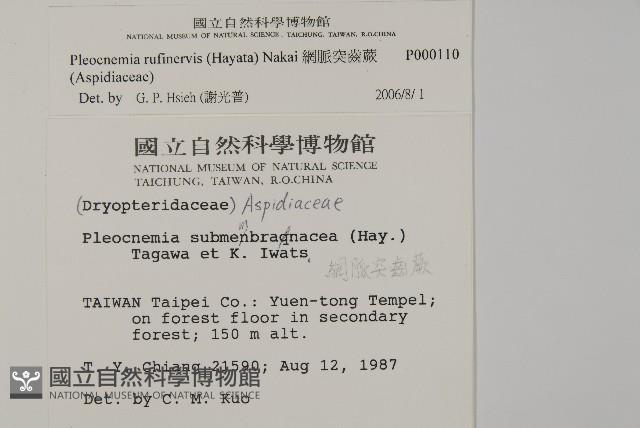 國立自然科學博物館
NATIONAL MUSEUM OF NATURAL SCIENCE, TAICHUNG, TAIWAN, R.O.CHINA
Pleocnemia rufinervis (Hayata) Nakai 網脈突齒蕨 P000110
(Aspidiaceae)
Det. by G. P. Hsieh (謝光普) 2006/8/1
國立自然科學博物館
NATIONAL MUSEUM OF NATURAL SCIENCE
TAICHUNG, TAIWAN, R.O.CHINA
(Dryopteridaceae) Aspidiaceae
Pleocnemia submenbraqnacea (Hay.)
Tagawa et K. Iwats.
網脈突齒蕨
TAIWAN Taipei Co.: Yuen-tong Tempel;
on forest floor in secondary
forest; 150 m alt.
T. Y. Chiang 21590; Aug 12, 1987
國立自然科學博物館
NATIONAL MUSEUM OF NATURAL SCIENCE
Det. by C. M. Kuo